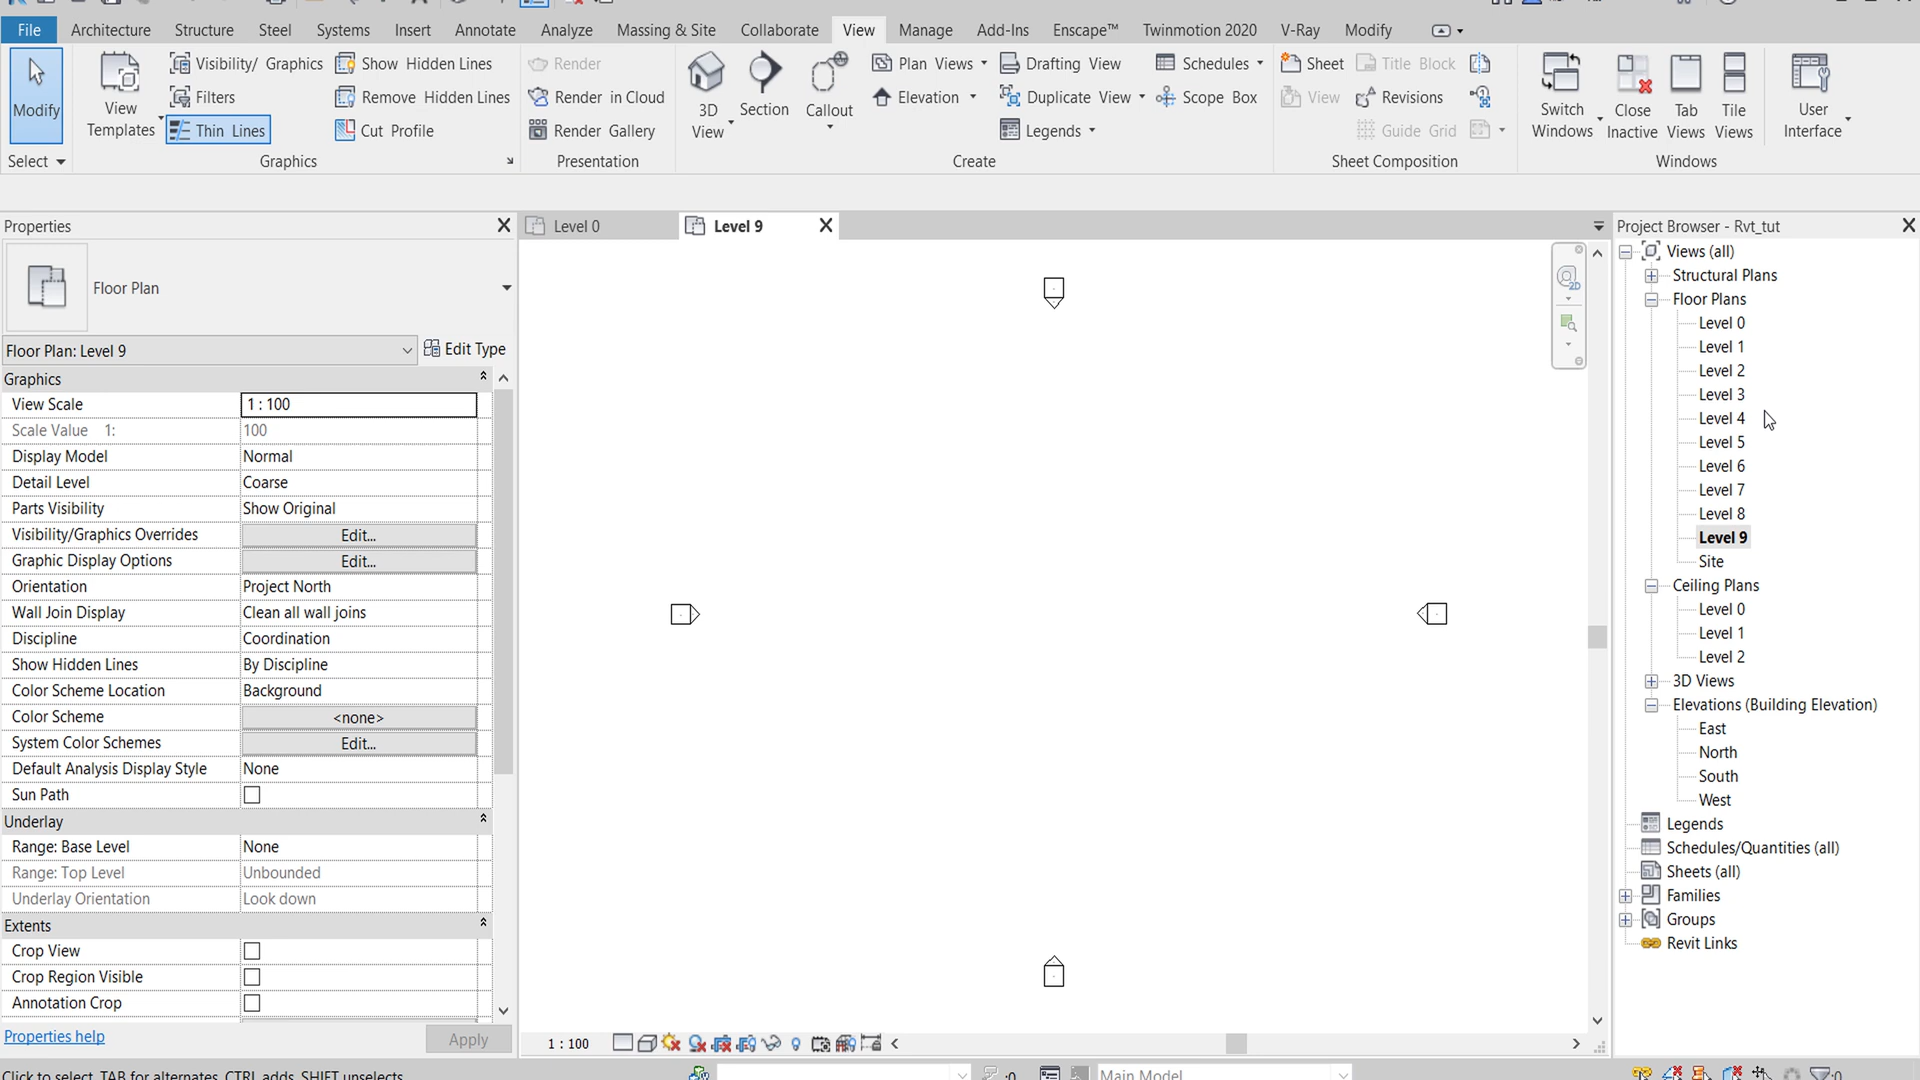 File Architecture Structure Steel Systems Insert Annotate Analyze Massing & Site Collaborate View Manage Add-Ins Enscape™ Twinmotion 2020 V-Ray Modify
Modify
View Templates
Visibility/ Graphics
Filters
Thin Lines
Show Hidden Lines
Remove Hidden Lines
Cut Profile
Render
Render in Cloud
Render Gallery
3D View
Section
Callout
Plan Views
Elevation
Drafting View
Duplicate View
Legends
Schedules
Scope Box
Sheet
View
Title Block
Revisions
Guide Grid
Switch Windows
Close Inactive
Tab Views
Tile Views
User Interface
Select Graphics Presentation Create Sheet Composition Windows
Properties
Floor Plan
Floor Plan: Level 9 Edit Type
Graphics
View Scale 1 : 100
Scale Value 1: 100
Display Model Normal
Detail Level Coarse
Parts Visibility Show Original
Visibility/Graphics Overrides Edit...
Graphic Display Options Edit...
Orientation Project North
Wall Join Display Clean all wall joins
Discipline Coordination
Show Hidden Lines By Discipline
Color Scheme Location Background
Color Scheme <none>
System Color Schemes Edit...
Default Analysis Display Style None
Sun Path
Underlay
Range: Base Level None
Range: Top Level Unbounded
Underlay Orientation Look down
Extents
Crop View
Crop Region Visible
Annotation Crop
Properties help Apply
Level 0 Level 9
2D
1 : 100
Project Browser - Rvt_tut
Views (all)
Structural Plans
Floor Plans
Level 0
Level 1
Level 2
Level 3
Level 4
Level 5
Level 6
Level 7
Level 8
Level 9
Site
Ceiling Plans
Level 0
Level 1
Level 2
3D Views
Elevations (Building Elevation)
East
North
South
West
Legends
Schedules/Quantities (all)
Sheets (all)
Families
Groups
Revit Links
Click to select, TAB for alternates, CTRL adds, SHIFT unselects. :0 Main Model :0